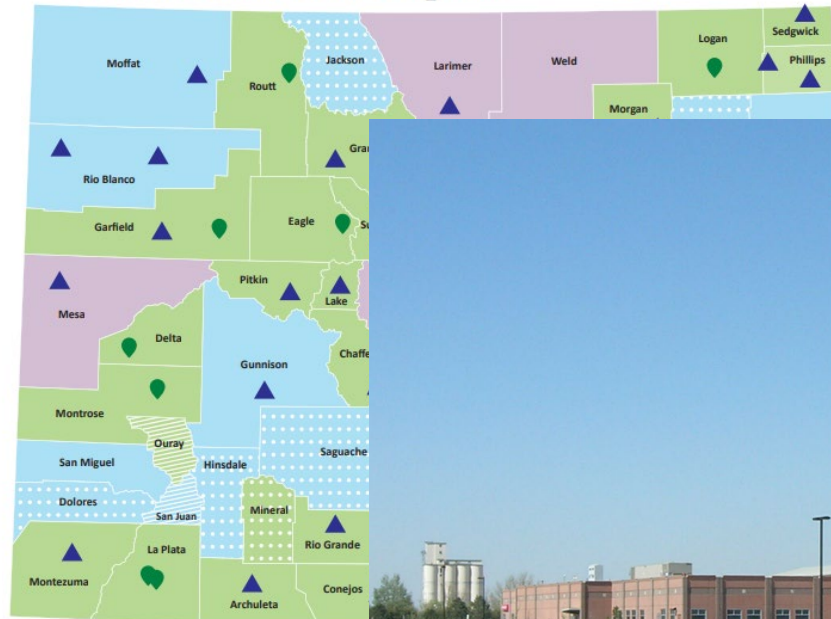 Moffat
Routt
Jackson
Larimer
Weld
Logan
Sedgwick
Phillips
Morgan
Rio Blanco
Garfield
Eagle
Pitkin
Lake
Mesa
Delta
Gunnison
Montrose
Ouray
San Miguel
Hinsdale
Saguache
Dolores
San Juan
Mineral
La Plata
Rio Grande
Montezuma
Archuleta
Conejos